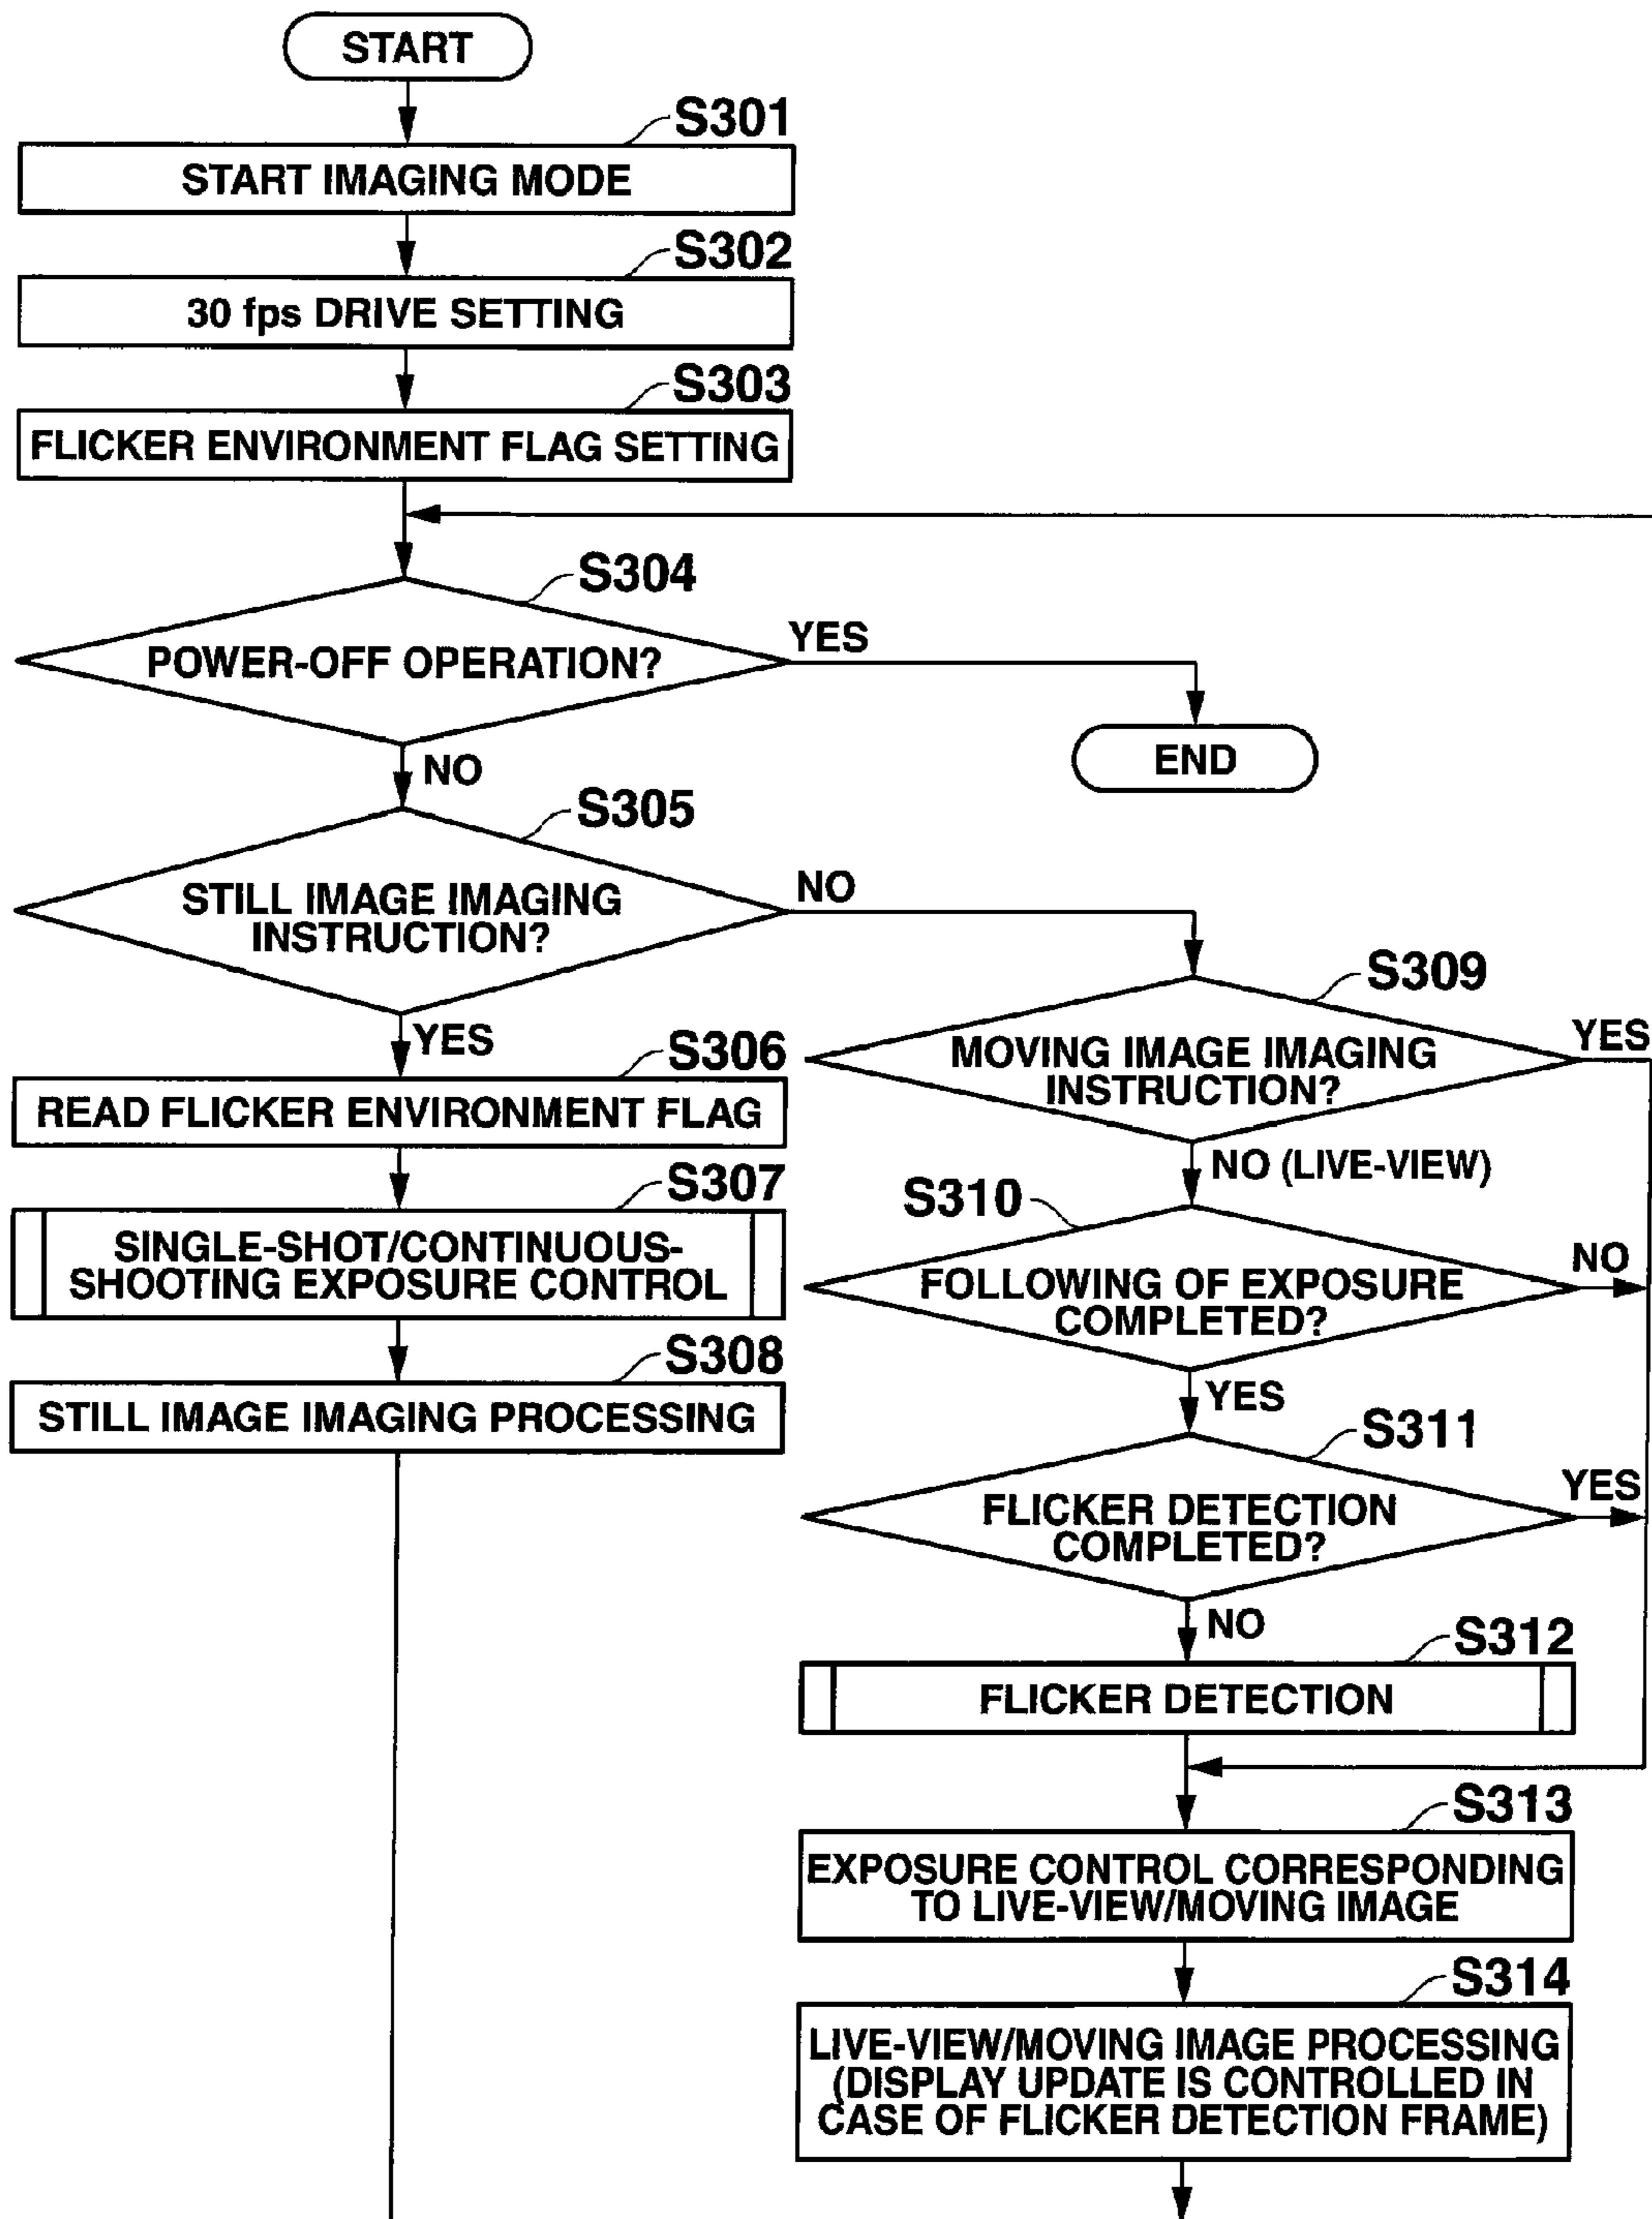 START
S301
START IMAGING MODE
S302
30 fps DRIVE SETTING
S303
FLICKER ENVIRONMENT FLAG SETTING
S304
POWER-OFF OPERATION?
YES
END
NO
S305
STILL IMAGE IMAGING
INSTRUCTION?
NO
YES
S306
READ FLICKER ENVIRONMENT FLAG
S307
SINGLE-SHOT/CONTINUOUS-
SHOOTING EXPOSURE CONTROL
S308
STILL IMAGE IMAGING PROCESSING
S309
MOVING IMAGE IMAGING
INSTRUCTION?
YES
NO (LIVE-VIEW)
S310
FOLLOWING OF EXPOSURE
COMPLETED?
NO
YES
S311
FLICKER DETECTION
COMPLETED?
YES
NO
S312
FLICKER DETECTION
S313
EXPOSURE CONTROL CORRESPONDING
TO LIVE-VIEW/MOVING IMAGE
S314
LIVE-VIEW/MOVING IMAGE PROCESSING
(DISPLAY UPDATE IS CONTROLLED IN
CASE OF FLICKER DETECTION FRAME)